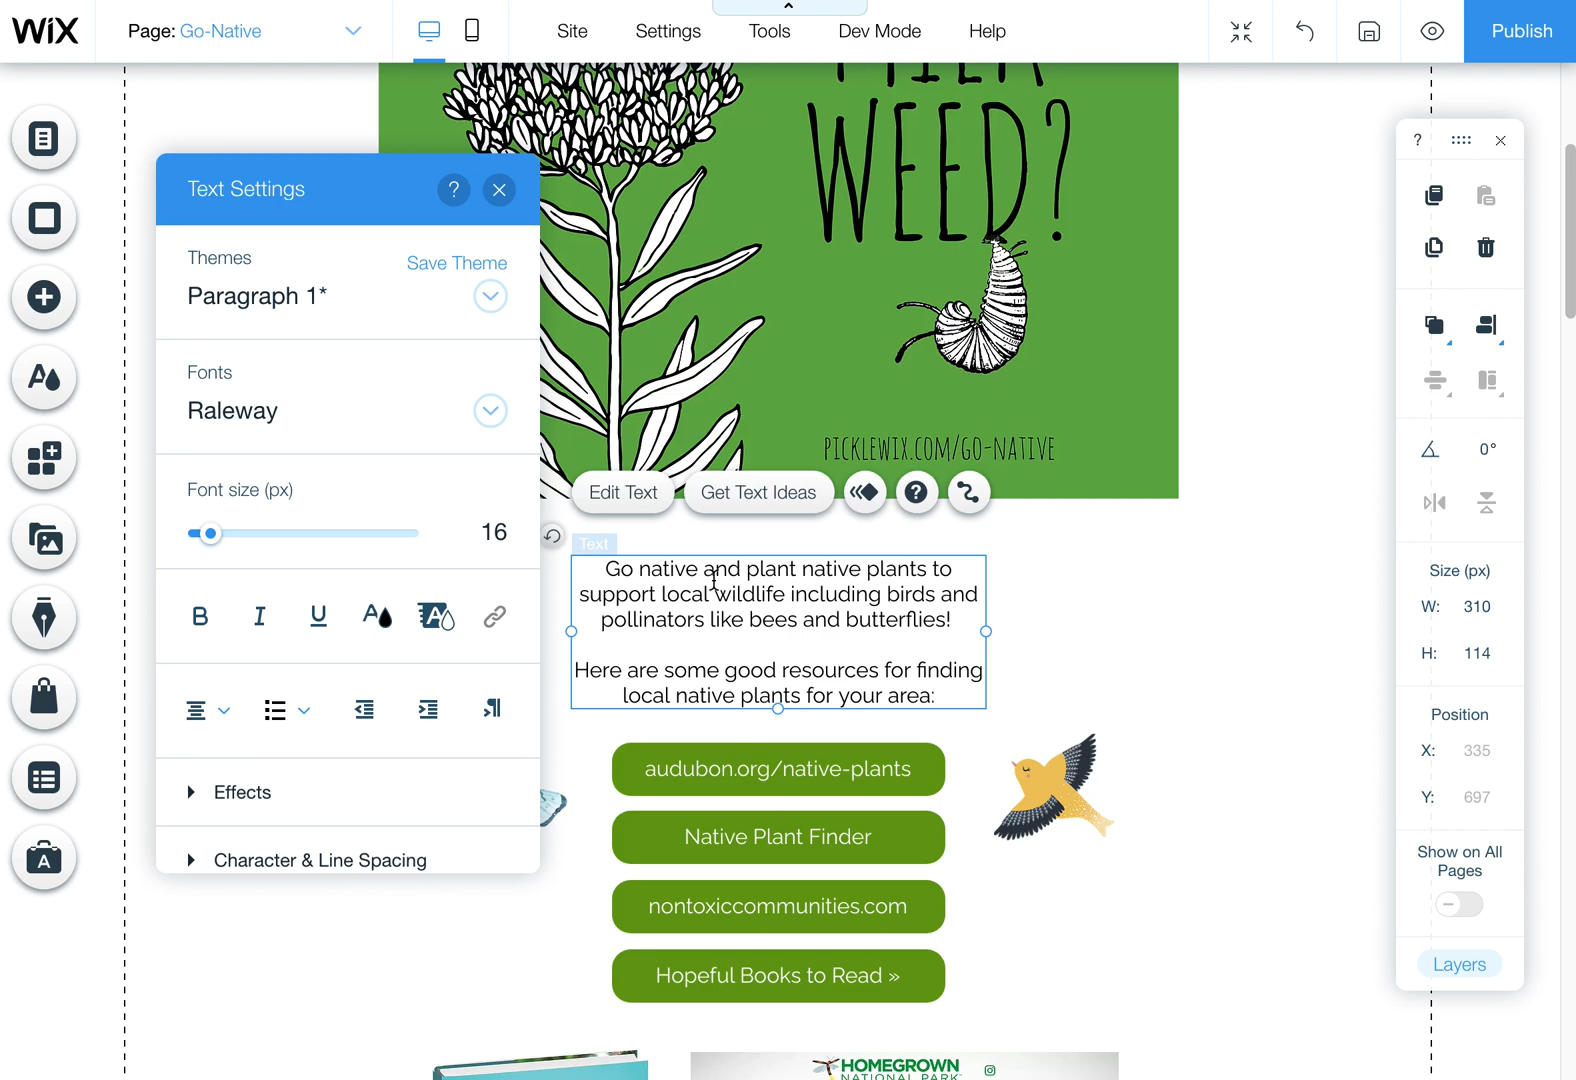 WIX
Page: Go-Native
Site
Settings
Tools
Dev Mode
Help
Publish
WEED?
PICKLEWIX.COM/GO-NATIVE
Text Settings
?
Themes
Save Theme
Paragraph 1*
Fonts
Raleway
Font size (px)
16
B
I
U
A
A
Effects
Character & Line Spacing
Edit Text
Get Text Ideas
?
Text
Go native and plant native plants to
support local wildlife including birds and
pollinators like bees and butterflies!
Here are some good resources for finding
local native plants for your area:
audubon.org/native-plants
Native Plant Finder
nontoxiccommunities.com
Hopeful Books to Read »
HOMEGROWN
NATIONAL PARK
?
0°
Size (px)
W: 310
H: 114
Position
X: 335
Y: 697
Show on All
Pages
Layers